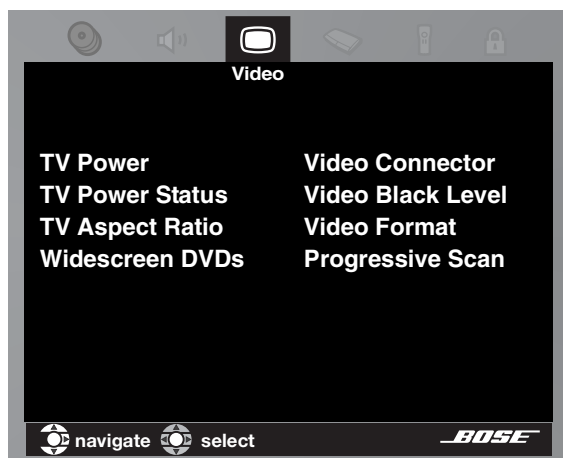 Video
TV Power
TV Power Status
TV Aspect Ratio
Widescreen DVDs
Video Connector
Video Black Level
Video Format
Progressive Scan
navigate select
BOSE